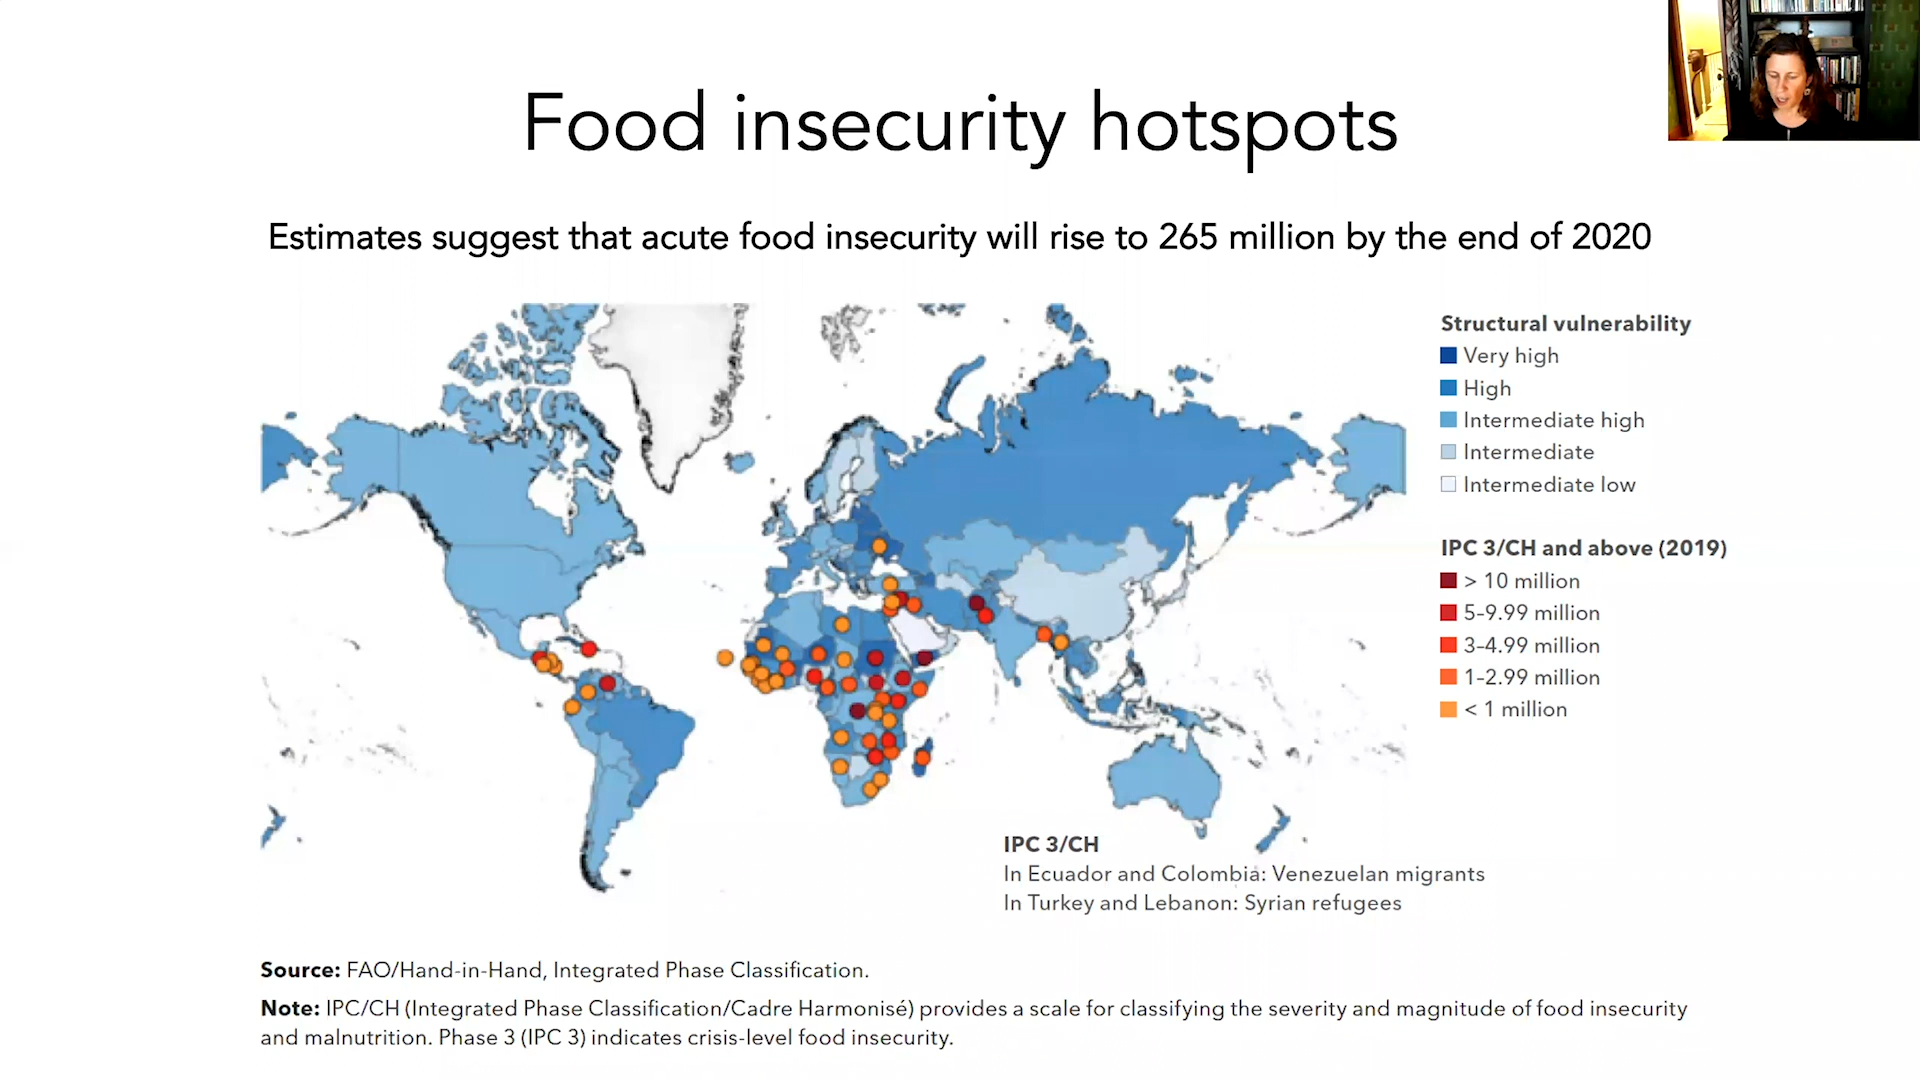 Food insecurity hotspots
Estimates suggest that acute food insecurity will rise to 265 million by the end of 2020
Structural vulnerability
Very high
High
Intermediate high
Intermediate
Intermediate low
IPC 3/CH and above (2019)
> 10 million
5–9.99 million
3–4.99 million
1–2.99 million
< 1 million
IPC 3/CH
In Ecuador and Colombia: Venezuelan migrants
In Turkey and Lebanon: Syrian refugees
Source: FAO/Hand-in-Hand, Integrated Phase Classification.
Note: IPC/CH (Integrated Phase Classification/Cadre Harmonisé) provides a scale for classifying the severity and magnitude of food insecurity
and malnutrition. Phase 3 (IPC 3) indicates crisis-level food insecurity.